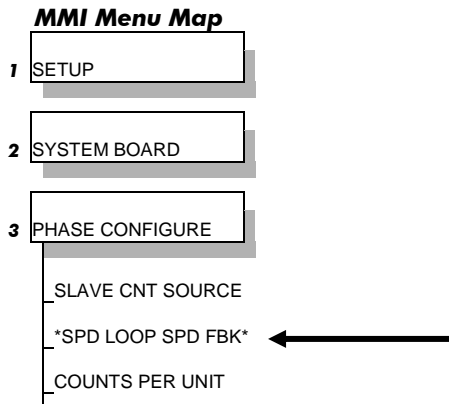 MMI Menu Map
1 SETUP
2 SYSTEM BOARD
3 PHASE CONFIGURE
SLAVE CNT SOURCE
*SPD LOOP SPD FBK*
COUNTS PER UNIT